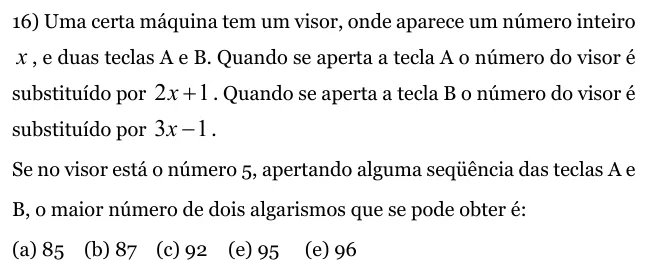 16) Uma certa máquina tem um visor, onde aparece um número inteiro
x , e duas teclas A e B. Quando se aperta a tecla A o número do visor é
substituído por 2x+1 . Quando se aperta a tecla B o número do visor é
substituído por 3x−1 .
Se no visor está o número 5, apertando alguma seqüência das teclas A e
B, o maior número de dois algarismos que se pode obter é:
(a) 85 (b) 87 (c) 92 (e) 95 (e) 96